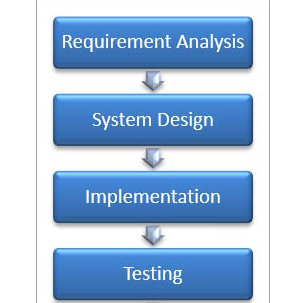 Requirement Analysis
System Design
Implementation
Testing